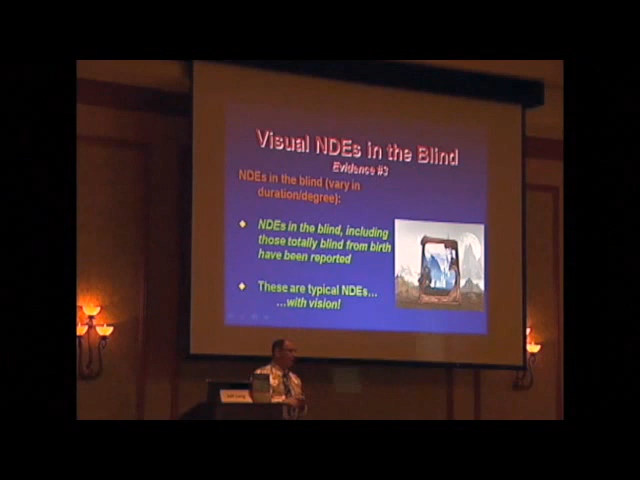 Visual NDEs in the Blind
Evidence #3
NDEs in the blind (vary in
duration/degree):
NDEs in the blind, including
those totally blind from birth
have been reported
These are typical NDEs…
…with vision!